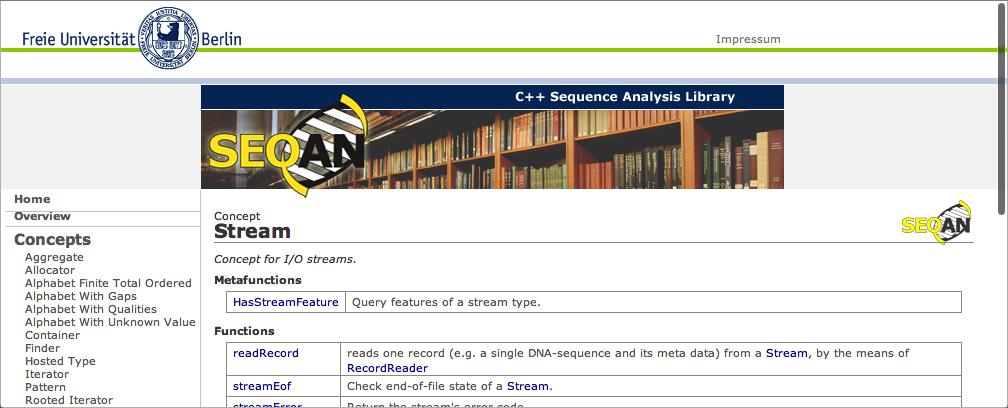 Freie Universität Berlin
Impressum
C++ Sequence Analysis Library
SEQAN
Home
Overview
Concepts
Aggregate
Allocator
Alphabet Finite Total Ordered
Alphabet With Gaps
Alphabet With Qualities
Alphabet With Unknown Value
Container
Finder
Hosted Type
Iterator
Pattern
Rooted Iterator
Concept
Stream
SEQAN
Concept for I/O streams.
Metafunctions
HasStreamFeature Query features of a stream type.
Functions
readRecord reads one record (e.g. a single DNA-sequence and its meta data) from a Stream, by the means of
RecordReader
streamEof Check end-of-file state of a Stream.
streamError Return the stream's error code.